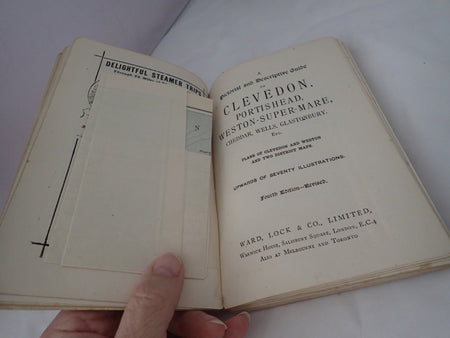 DELIGHTFUL STEAMER TRIPS
N
A
Pictorial and Descriptive Guide
TO
CLEVEDON,
PORTISHEAD,
WESTON-SUPER-MARE,
CHEDDAR, WELLS, GLASTONBURY,
Etc.
PLANS OF CLEVEDON AND WESTON
AND TWO DISTRICT MAPS.
UPWARDS OF SEVENTY ILLUSTRATIONS.
Fourth Edition—Revised.
WARD, LOCK & CO., LIMITED,
WARWICK HOUSE, SALISBURY SQUARE, LONDON, E.C.4
ALSO AT MELBOURNE AND TORONTO